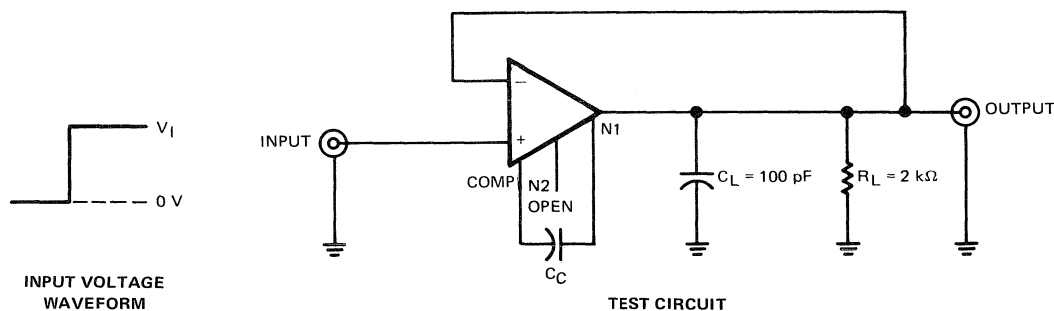 V_I
0 V
INPUT VOLTAGE
WAVEFORM
INPUT
−
+
COMP
N1
N2
OPEN
C_C
C_L = 100 pF
R_L = 2 kΩ
OUTPUT
TEST CIRCUIT